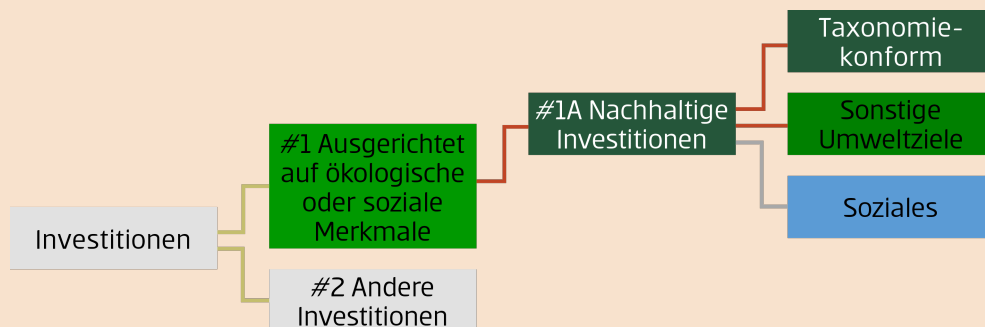 Taxonomie-
konform
#1A Nachhaltige
Investitionen
Sonstige
Umweltziele
#1 Ausgerichtet
auf ökologische
oder soziale
Merkmale
Soziales
Investitionen
#2 Andere
Investitionen